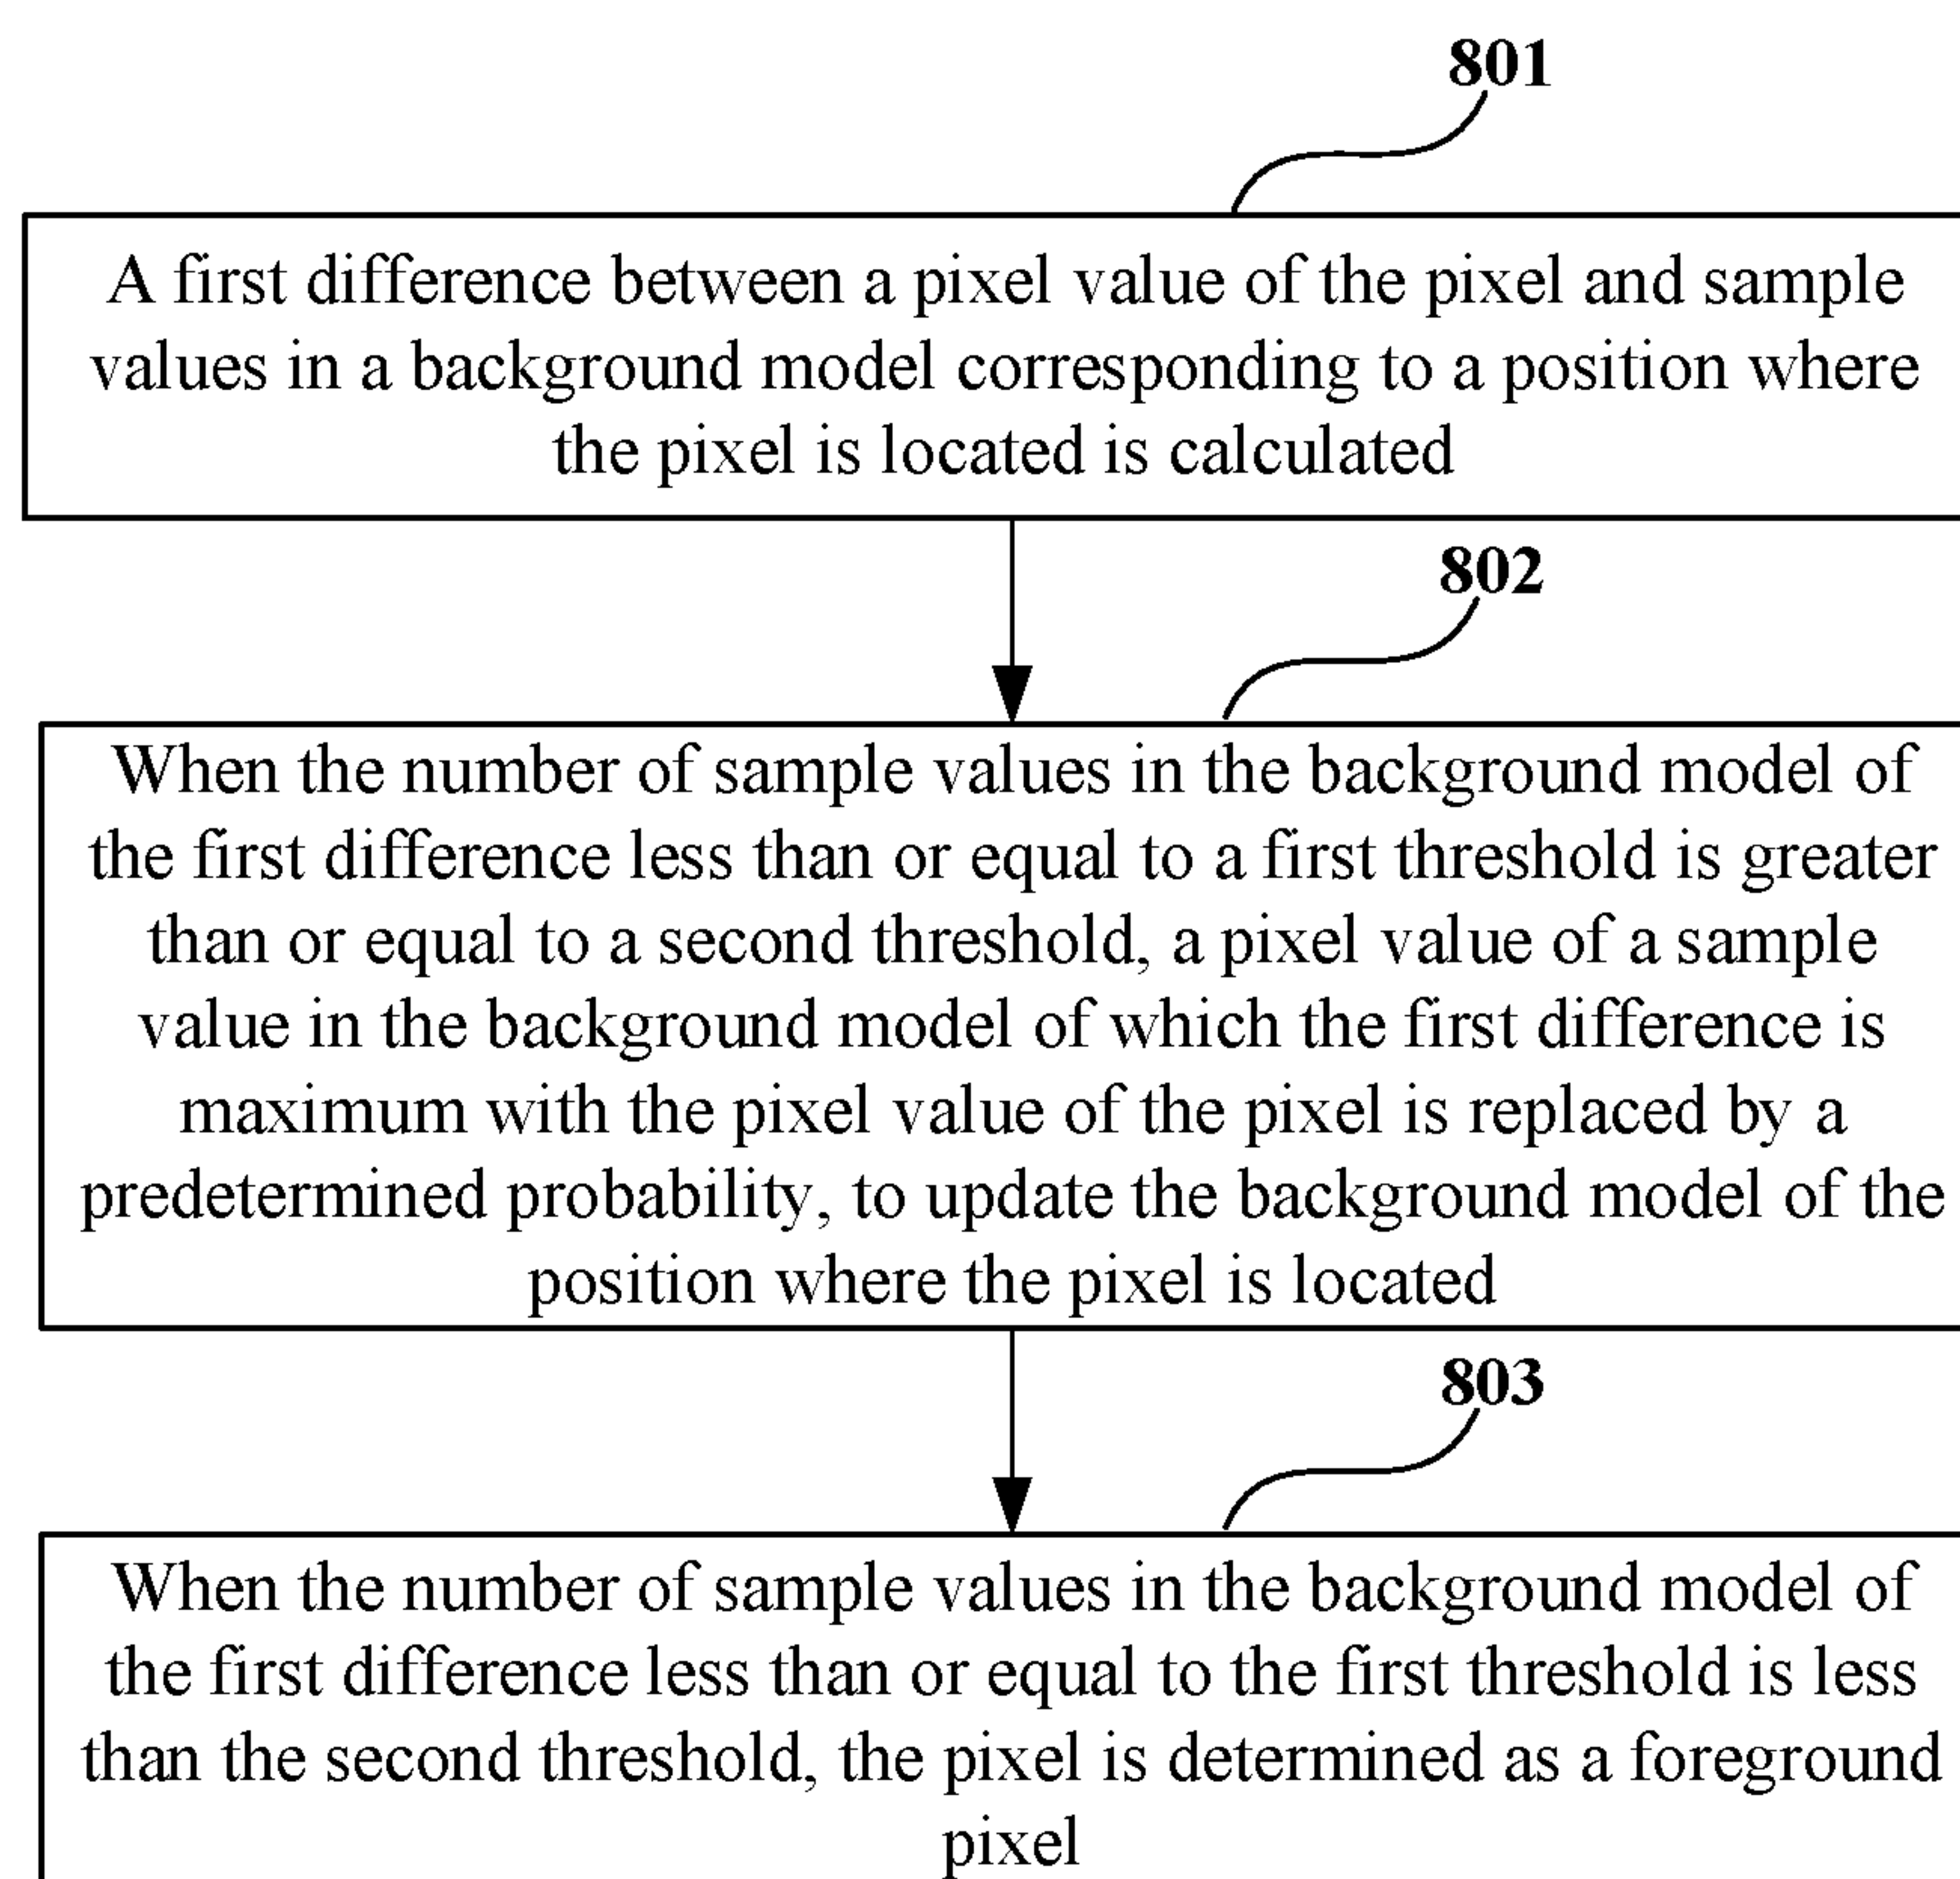 801
A first difference between a pixel value of the pixel and sample
values in a background model corresponding to a position where
the pixel is located is calculated
802
When the number of sample values in the background model of
the first difference less than or equal to a first threshold is greater
than or equal to a second threshold, a pixel value of a sample
value in the background model of which the first difference is
maximum with the pixel value of the pixel is replaced by a
predetermined probability, to update the background model of the
position where the pixel is located
803
When the number of sample values in the background model of
the first difference less than or equal to the first threshold is less
than the second threshold, the pixel is determined as a foreground
pixel